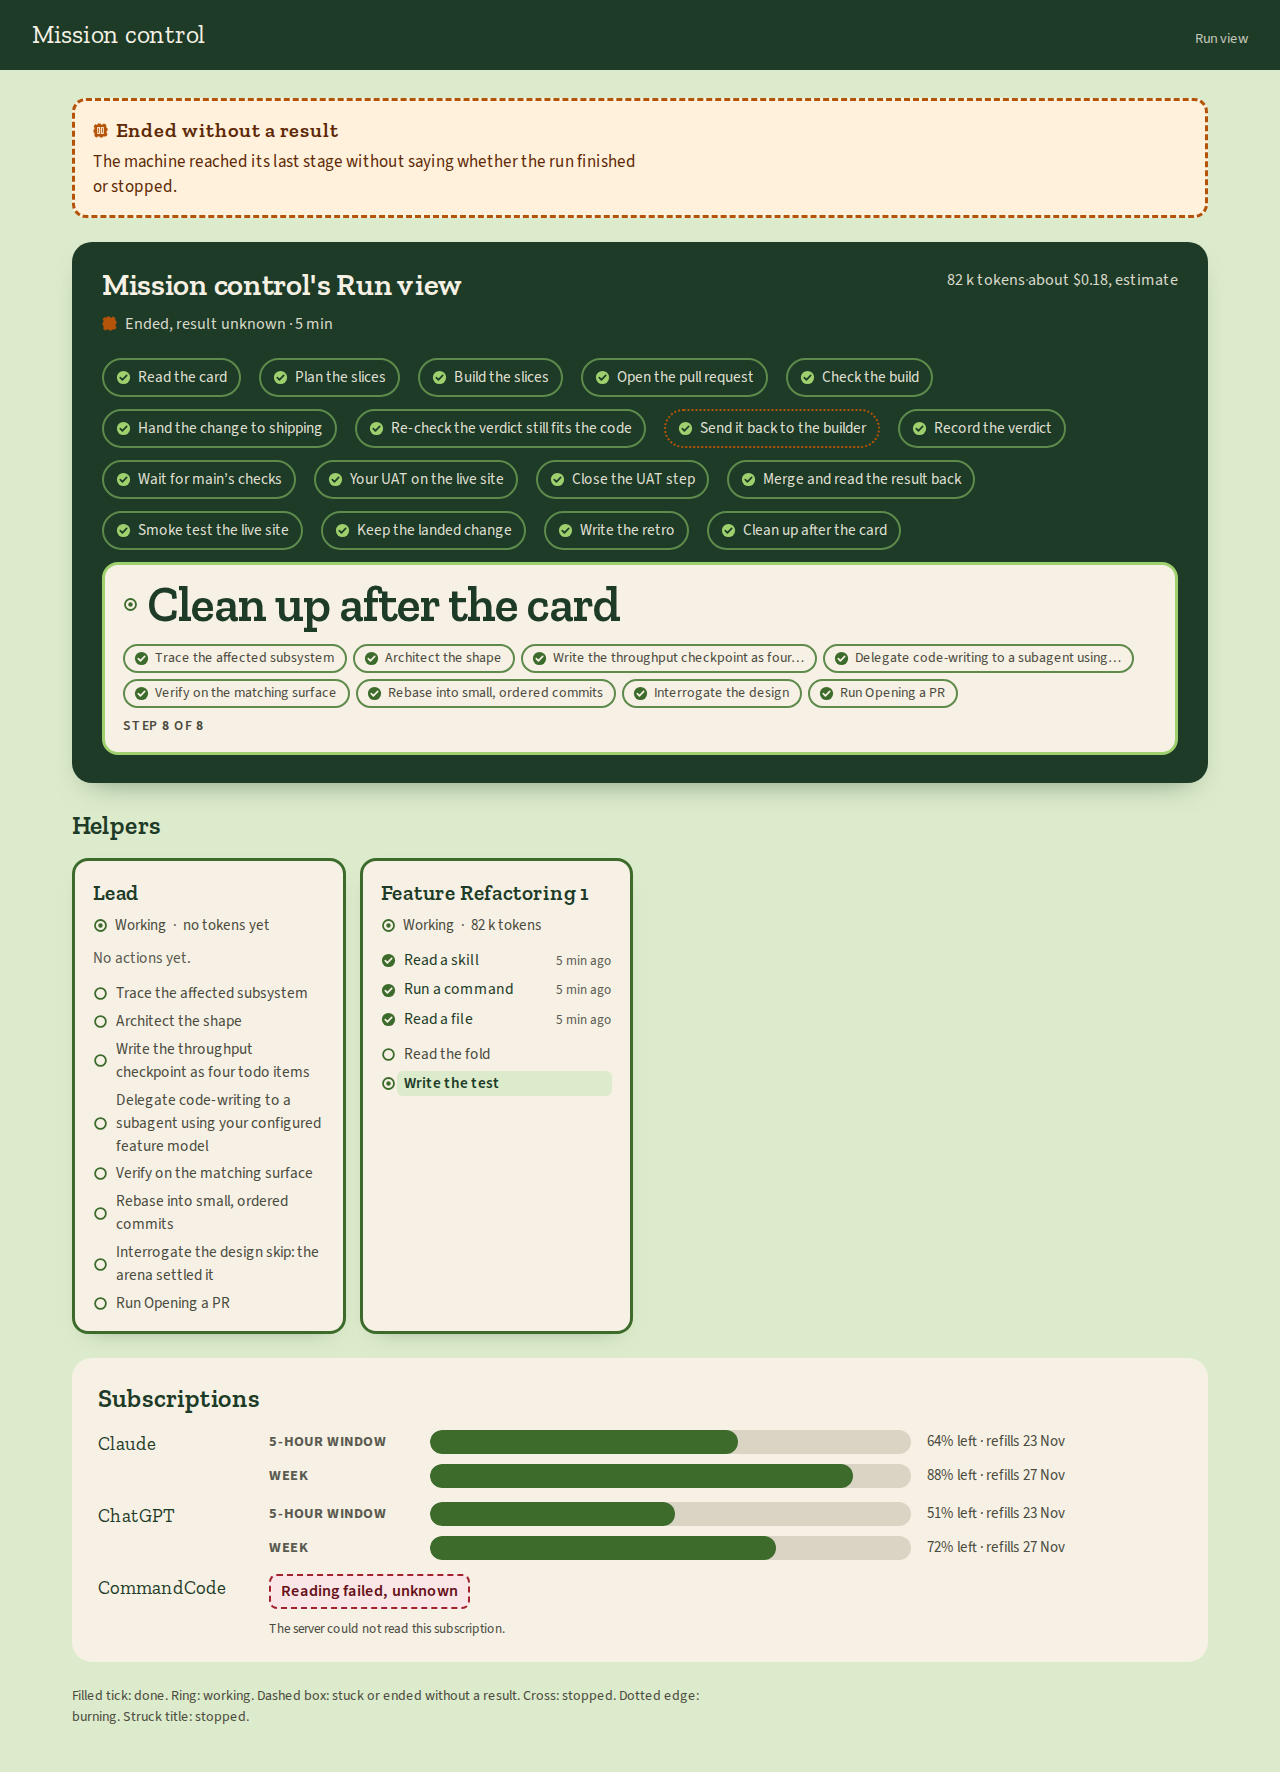 Mission control
Run view
Ended without a result
The machine reached its last stage without saying whether the run finished
or stopped.
Mission control's Run view
82 k tokens·about $0.18, estimate
Ended, result unknown · 5 min
Read the card
Plan the slices
Build the slices
Open the pull request
Check the build
Hand the change to shipping
Re-check the verdict still fits the code
Send it back to the builder
Record the verdict
Wait for main’s checks
Your UAT on the live site
Close the UAT step
Merge and read the result back
Smoke test the live site
Keep the landed change
Write the retro
Clean up after the card
Clean up after the card
Trace the affected subsystem
Architect the shape
Write the throughput checkpoint as four…
Delegate code-writing to a subagent using…
Verify on the matching surface
Rebase into small, ordered commits
Interrogate the design
Run Opening a PR
STEP 8 OF 8
Helpers
Lead
Working · no tokens yet
No actions yet.
Trace the affected subsystem
Architect the shape
Write the throughput
checkpoint as four todo items
Delegate code-writing to a
subagent using your configured
feature model
Verify on the matching surface
Rebase into small, ordered
commits
Interrogate the design skip: the
arena settled it
Run Opening a PR
Feature Refactoring 1
Working · 82 k tokens
Read a skill
5 min ago
Run a command
5 min ago
Read a file
5 min ago
Read the fold
Write the test
Subscriptions
Claude
5-HOUR WINDOW
64% left · refills 23 Nov
WEEK
88% left · refills 27 Nov
ChatGPT
5-HOUR WINDOW
51% left · refills 23 Nov
WEEK
72% left · refills 27 Nov
CommandCode
Reading failed, unknown
The server could not read this subscription.
Filled tick: done. Ring: working. Dashed box: stuck or ended without a result. Cross: stopped. Dotted edge:
burning. Struck title: stopped.